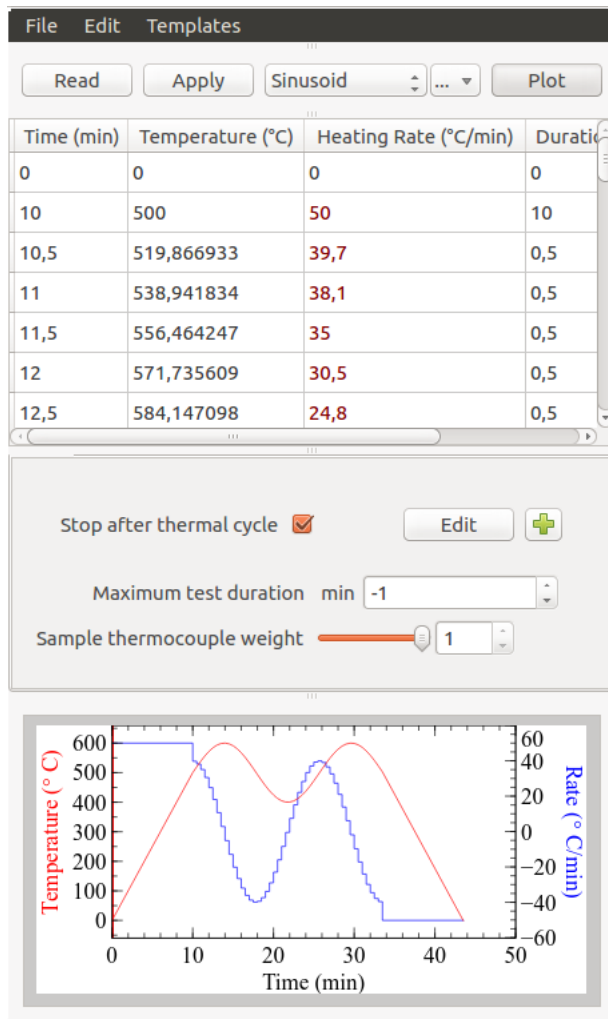 File Edit Templates
Read Apply Sinusoid ... Plot
Time (min) Temperature (°C) Heating Rate (°C/min) Duratic
0 0 0 0
10 500 50 10
10,5 519,866933 39,7 0,5
11 538,941834 38,1 0,5
11,5 556,464247 35 0,5
12 571,735609 30,5 0,5
12,5 584,147098 24,8 0,5
Stop after thermal cycle Edit
Maximum test duration min -1
Sample thermocouple weight 1
Temperature (° C)
600
500
400
300
200
100
0
60
40
20
0
−20
−40
−60
Rate (° C/min)
0 10 20 30 40 50
Time (min)